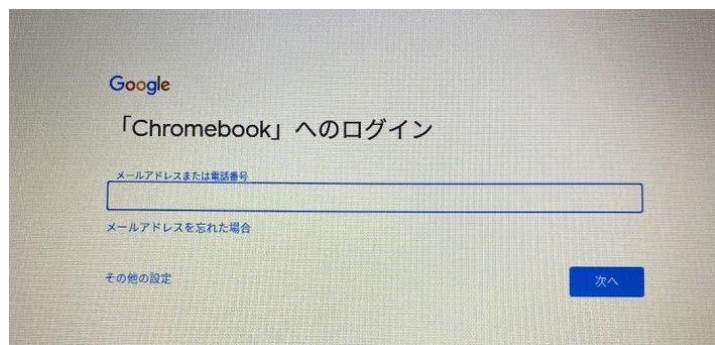 Google
「Chromebook」へのログイン
メールアドレスまたは電話番号
メールアドレスを忘れた場合
その他の設定
次へ